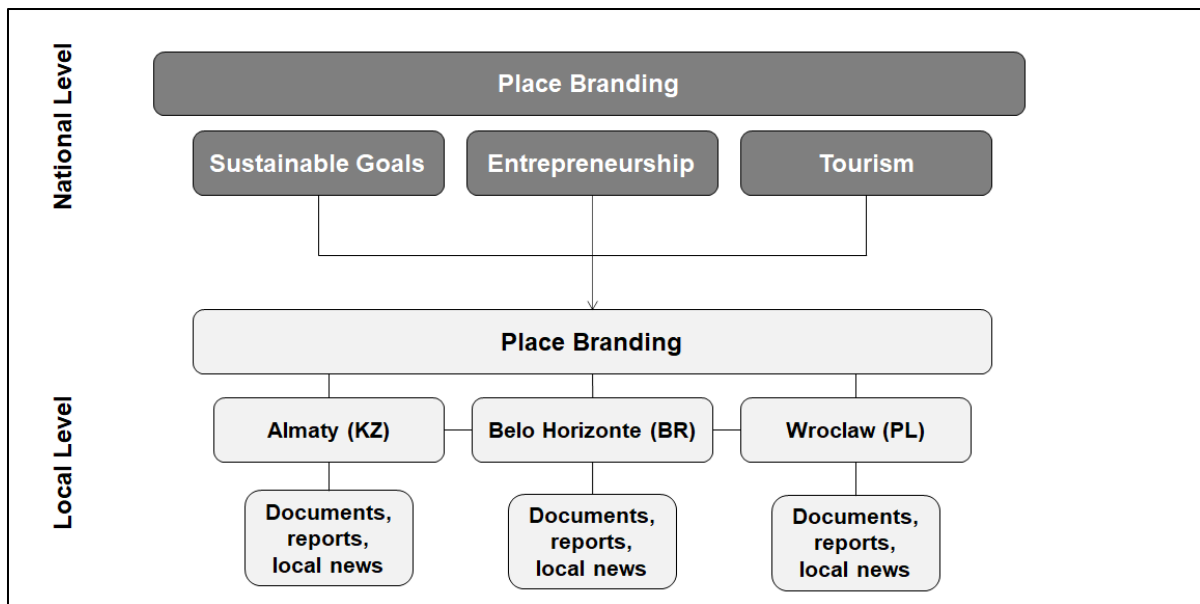 National Level
Place Branding
Sustainable Goals
Entrepreneurship
Tourism
Local Level
Place Branding
Almaty (KZ)
Belo Horizonte (BR)
Wroclaw (PL)
Documents,
reports,
local news
Documents,
reports,
local news
Documents,
reports,
local news